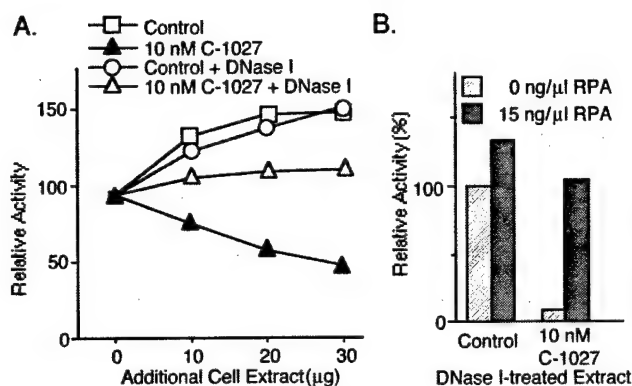 A.
Control
10 nM C-1027
Control + DNase I
10 nM C-1027 + DNase I
150
100
50
0
Relative Activity
0 10 20 30
Additional Cell Extract(µg)
B.
0 ng/µl RPA
15 ng/µl RPA
Relative Activity(%)
100
0
Control 10 nM
C-1027
DNase I-treated Extract